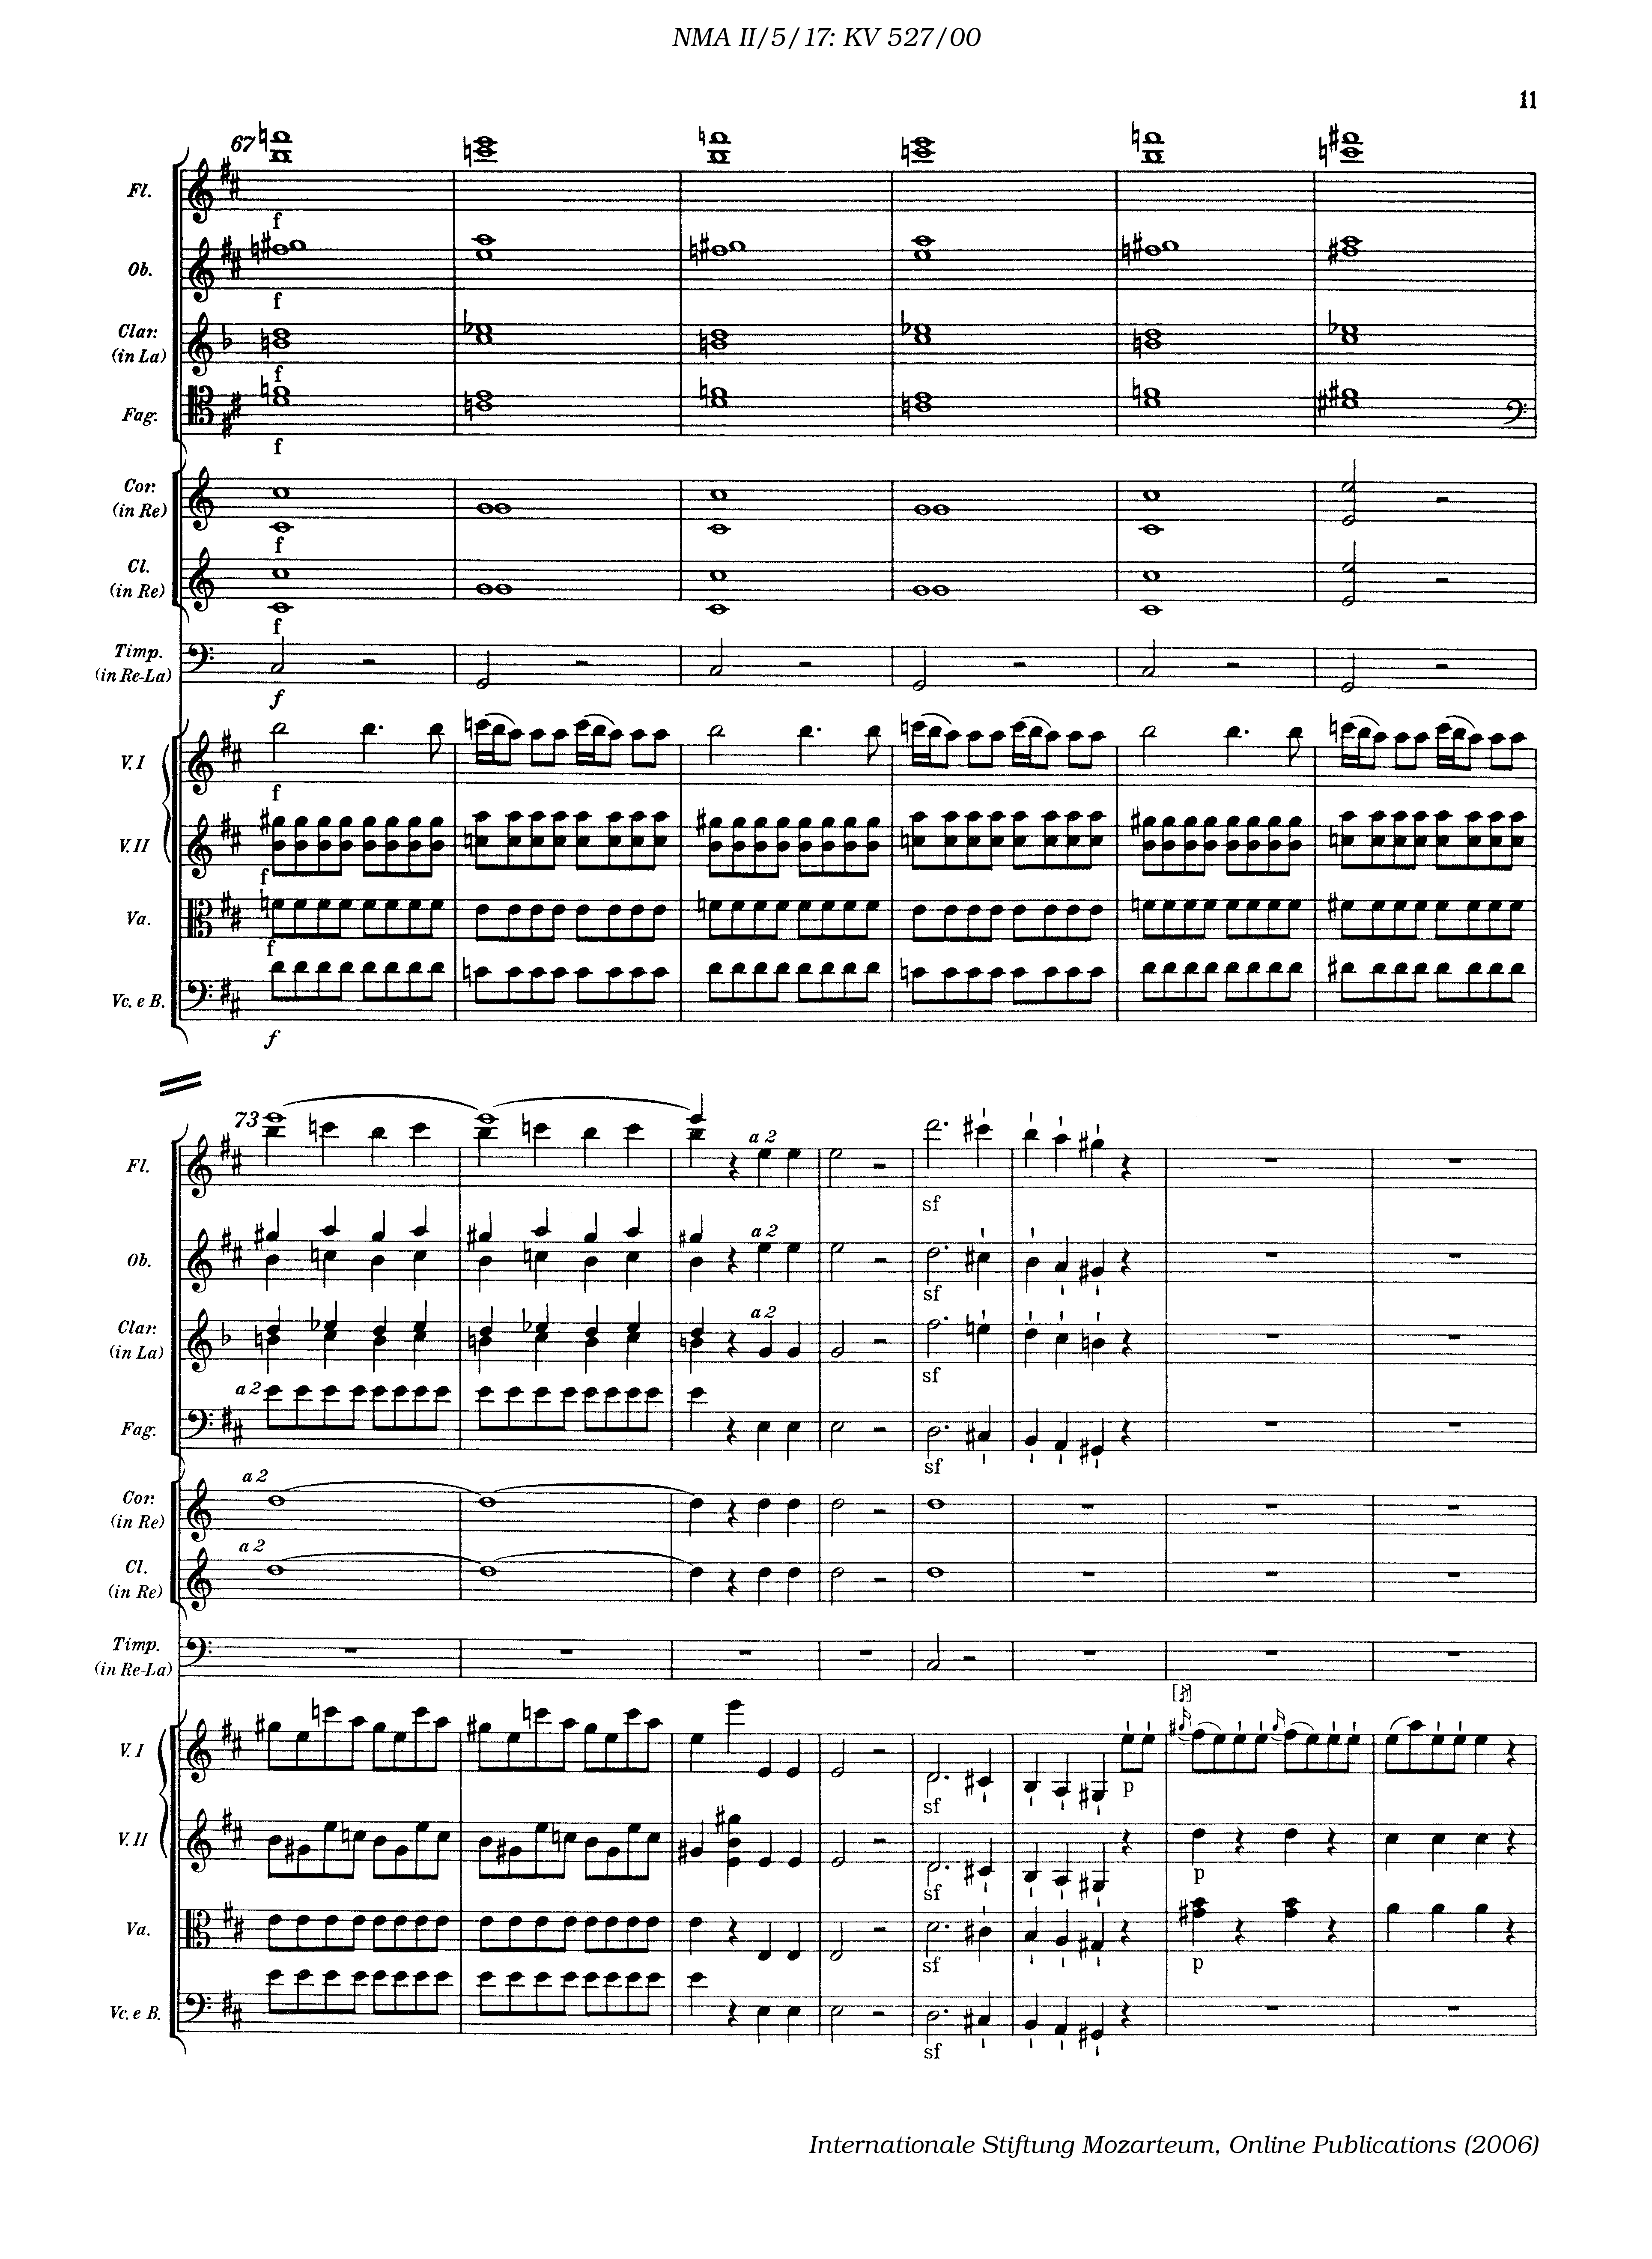 NMA II/5/17: KV 527/00
11
67
Fl.
f
Ob.
f
Clar.
(in La)
f
Fag.
f
Cor.
(in Re)
f
Cl.
(in Re)
f
Timp.
(in Re-La)
f
V. I
f
V. II
f
Va.
f
Vc. e B.
f
73
Fl.
a 2
sf
Ob.
a 2
sf
Clar.
(in La)
a 2
sf
a 2
Fag.
sf
a 2
Cor.
(in Re)
a 2
Cl.
(in Re)
Timp.
(in Re-La)
V. I
sf
p
V. II
sf
p
Va.
sf
p
Vc. e B.
sf
Internationale Stiftung Mozarteum, Online Publications (2006)